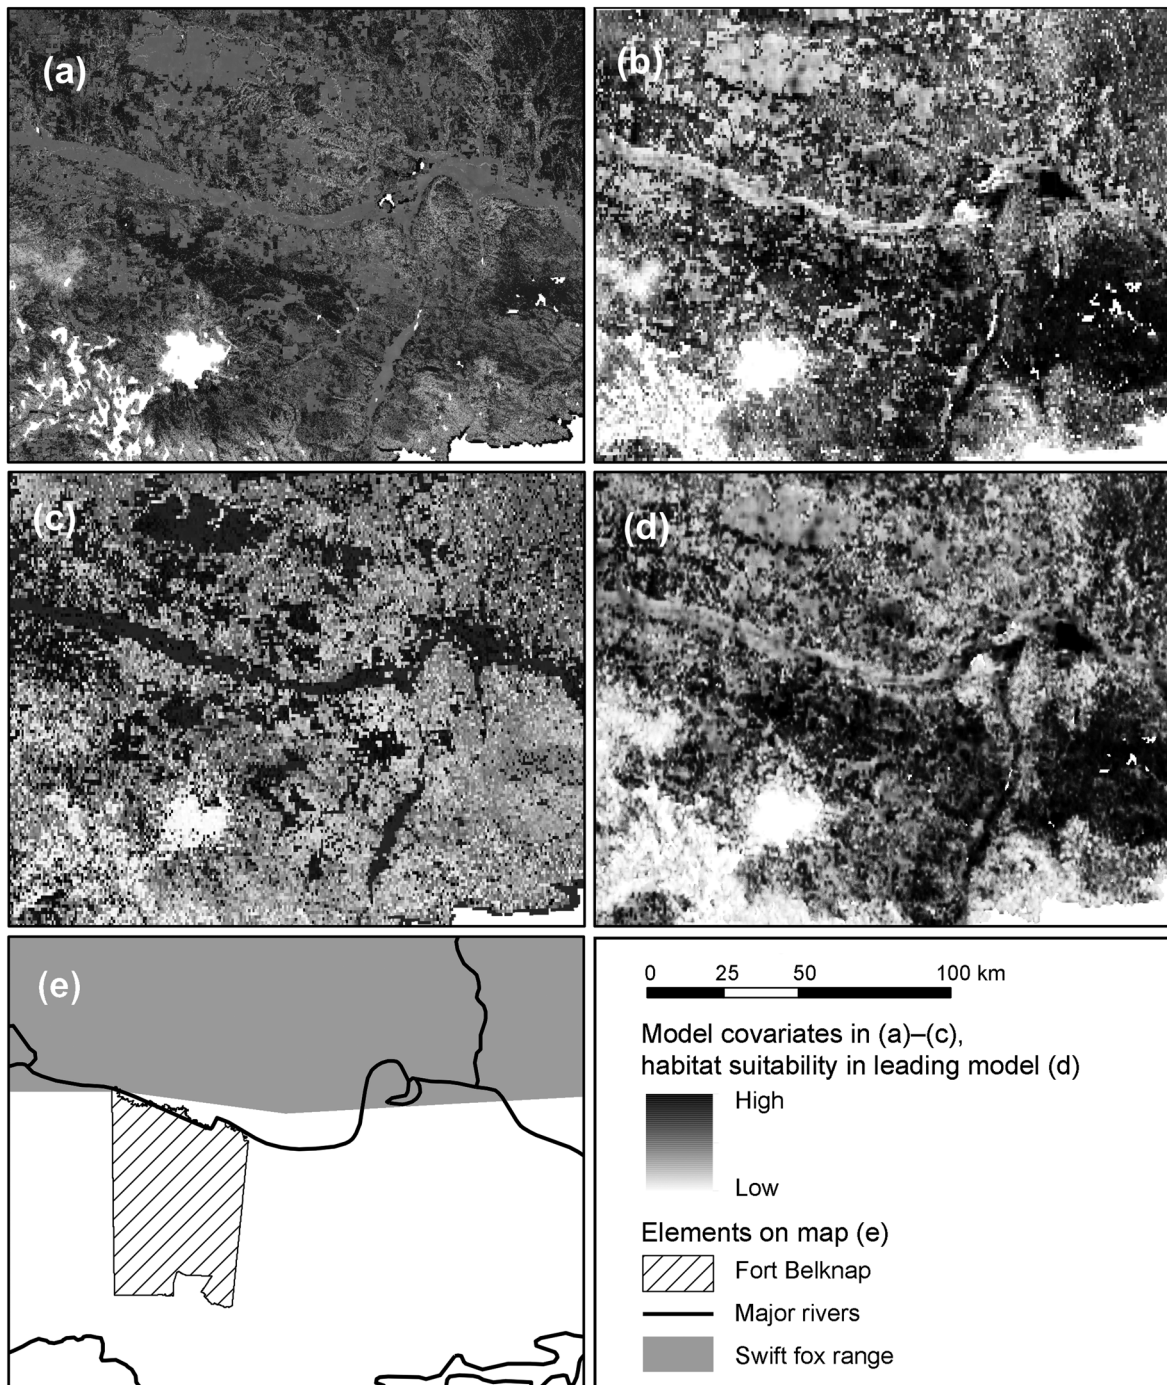 (a)
(b)
(c)
(d)
(e)
0 25 50 100 km
Model covariates in (a)–(c),
habitat suitability in leading model (d)
High
Low
Elements on map (e)
Fort Belknap
Major rivers
Swift fox range